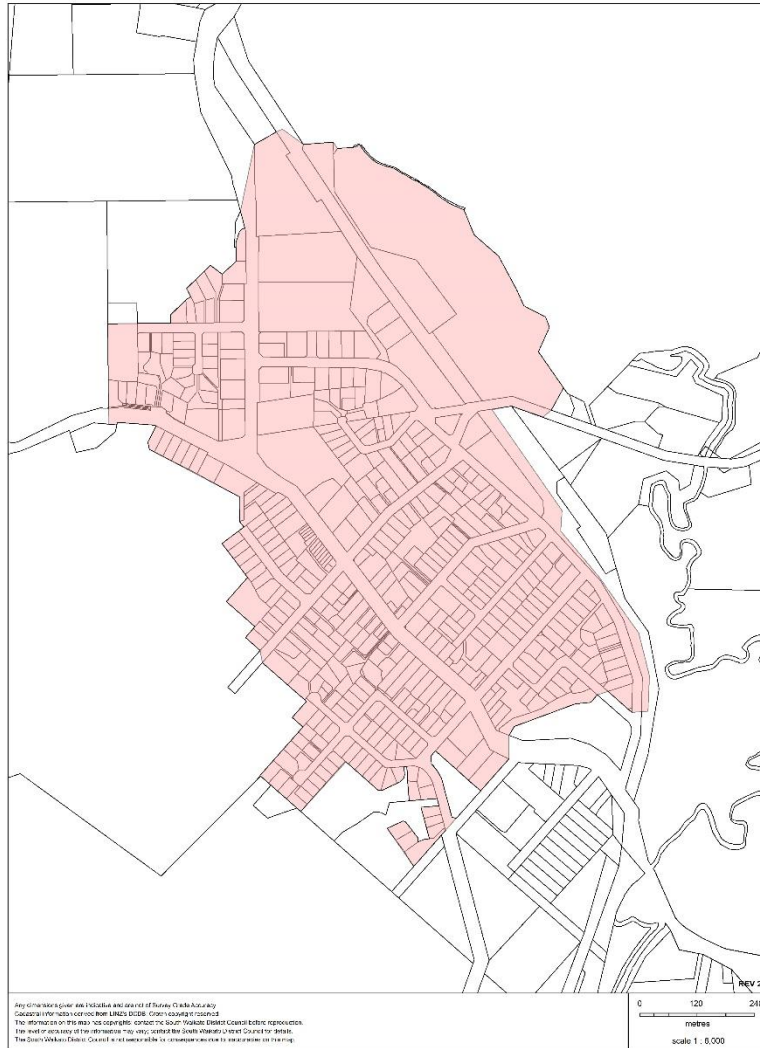 REV 2
Any dimensions given are indicative and are not of Survey Grade Accuracy
Cadastral information derived from LINZ's DCDB. Crown copyright reserved
The information on this map has copyrights, contact the South Waikato District Council before reproduction.
The level of accuracy of the information may vary, contact the South Waikato District Council for details.
The South Waikato District Council is not responsible for consequences due to inaccuracies on this map.
0 120 240
metres
scale 1 : 6,000